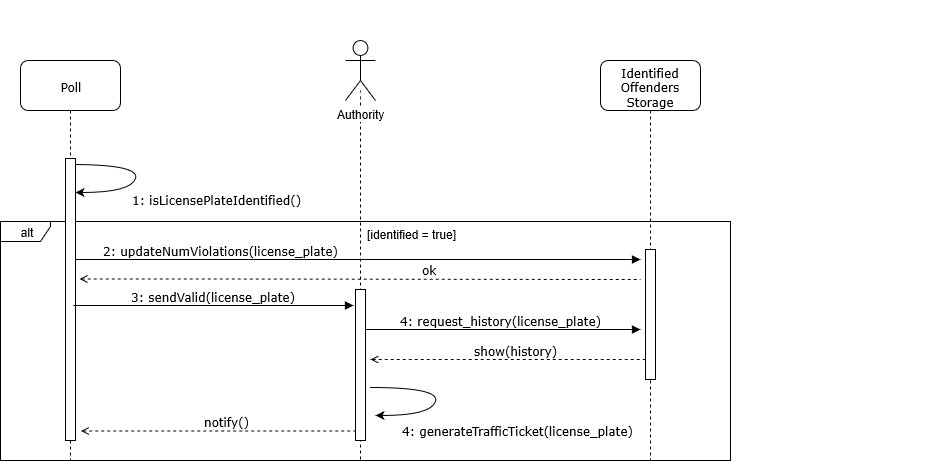 Poll
Authority
Identified
Offenders
Storage
1: isLicensePlateIdentified()
alt
[identified = true]
2: updateNumViolations(license_plate)
ok
3: sendValid(license_plate)
4: request_history(license_plate)
show(history)
notify()
4: generateTrafficTicket(license_plate)